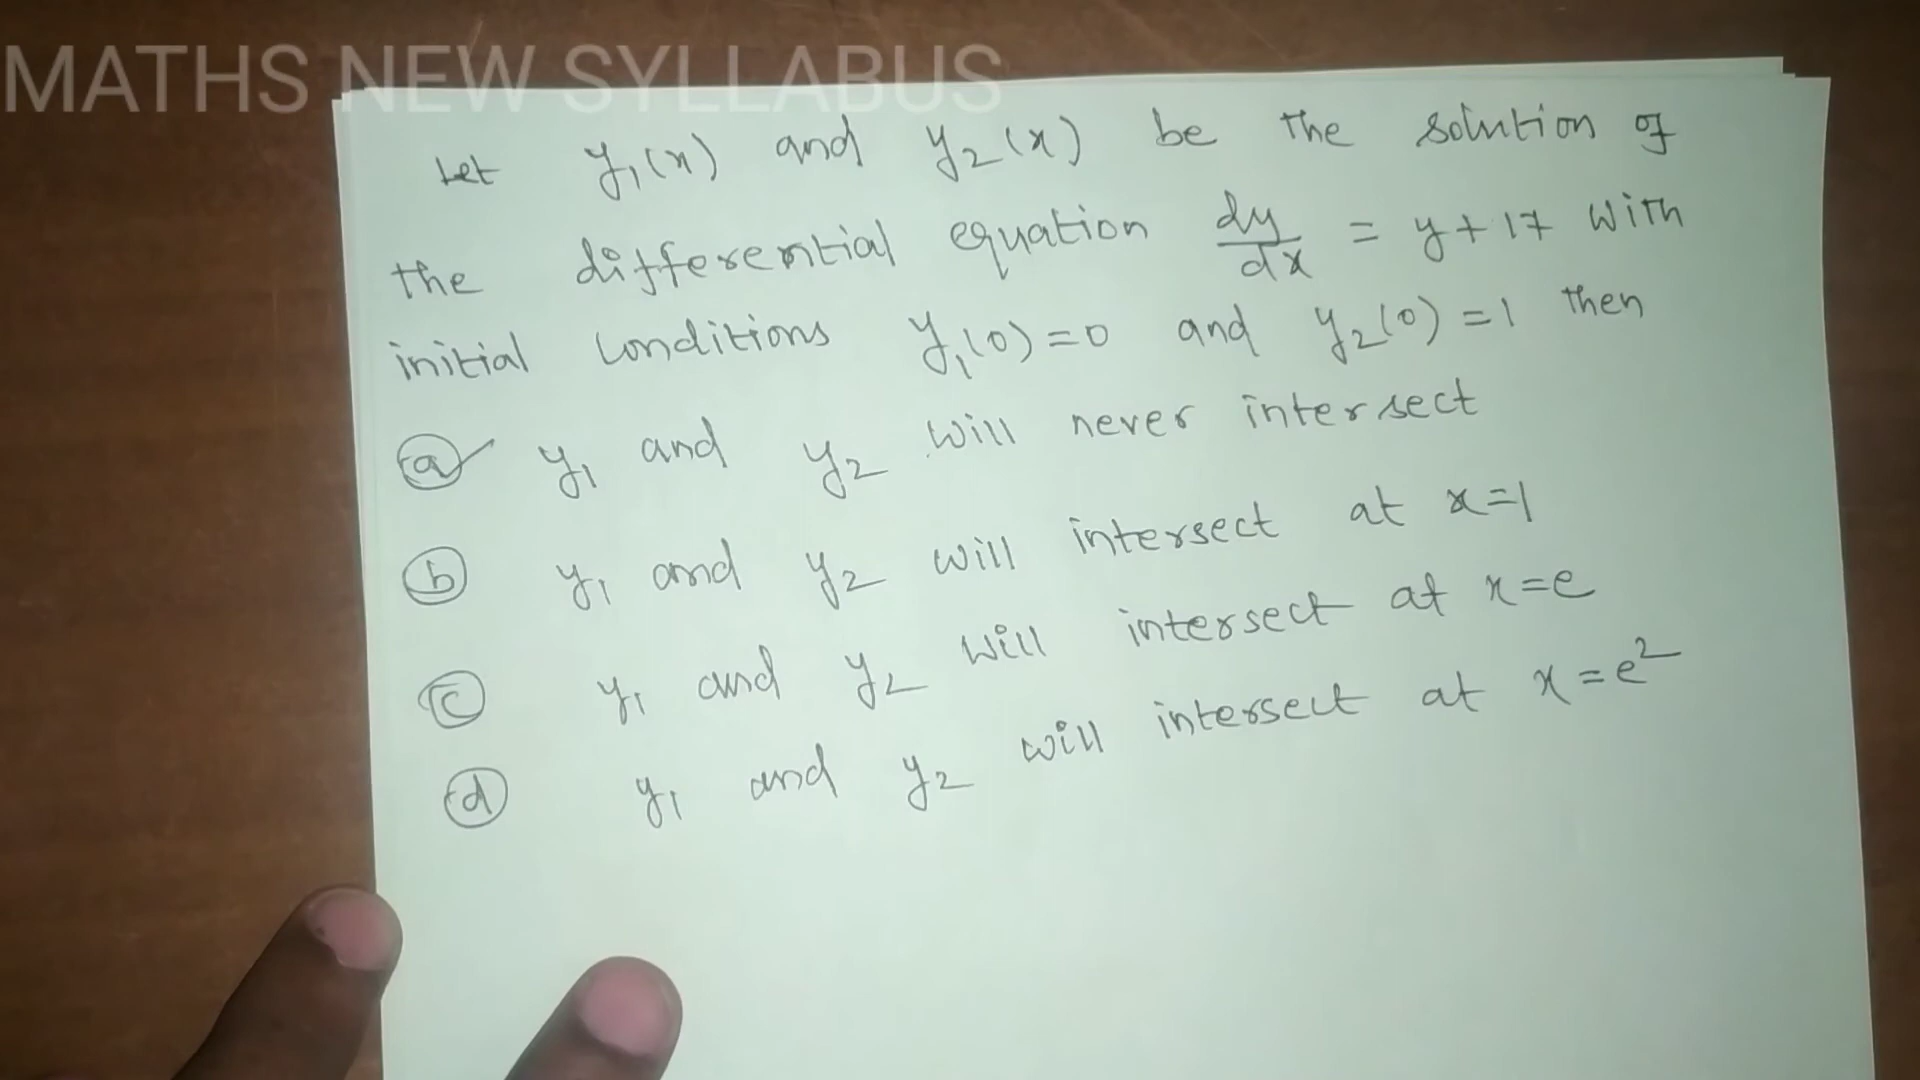 MATHS NEW SYLLABUS
Let y₁(x) and y₂(x) be the solution of
the differential equation dy/dx = y+17 with
initial conditions y₁(0)=0 and y₂(0)=1 then
(a) ✓ y₁ and y₂ will never intersect
(b) y₁ and y₂ will intersect at x=1
(c) y₁ and y₂ will intersect at x=e
(d) y₁ and y₂ will intersect at x=e²